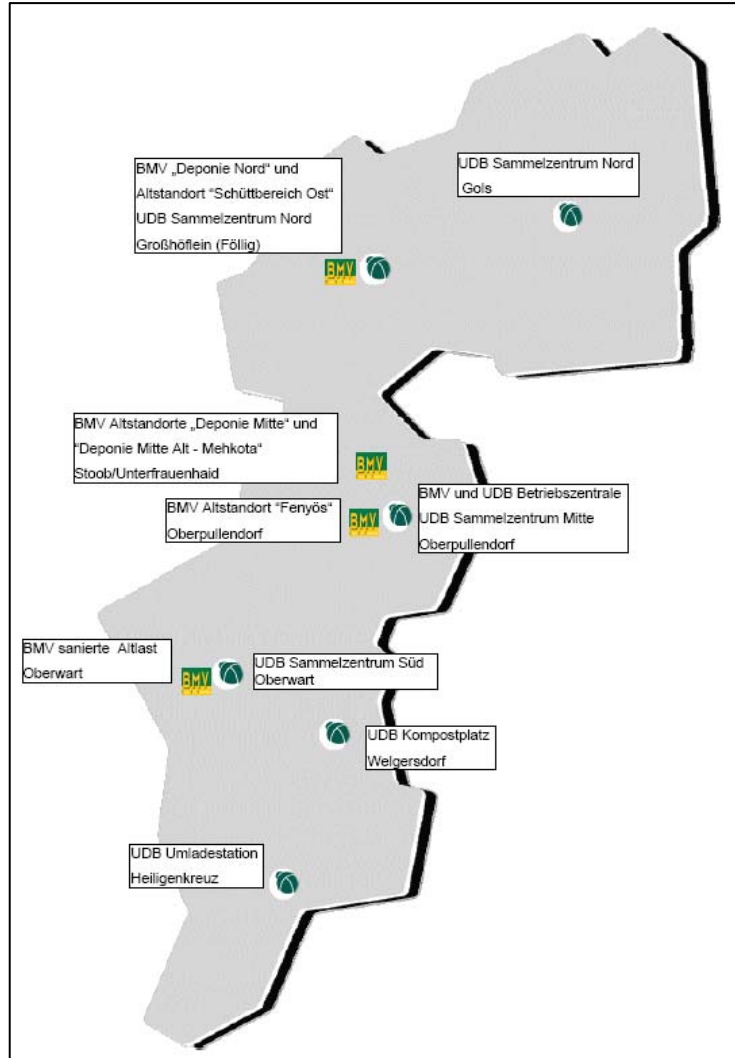 BMV „Deponie Nord“ und
Altstandort “Schüttbereich Ost“
UDB Sammelzentrum Nord
Großhöflein (Föllig)
UDB Sammelzentrum Nord
Gols
BMV
BMV Altstandorte „Deponie Mitte“ und
“Deponie Mitte Alt - Mehkota“
Stoob/Unterfrauenhaid
BMV
BMV Altstandort “Fenyös“
Oberpullendorf
BMV
BMV und UDB Betriebszentrale
UDB Sammelzentrum Mitte
Oberpullendorf
BMV sanierte Altlast
Oberwart
BMV
UDB Sammelzentrum Süd
Oberwart
UDB Kompostplatz
Welgersdorf
UDB Umladestation
Heiligenkreuz